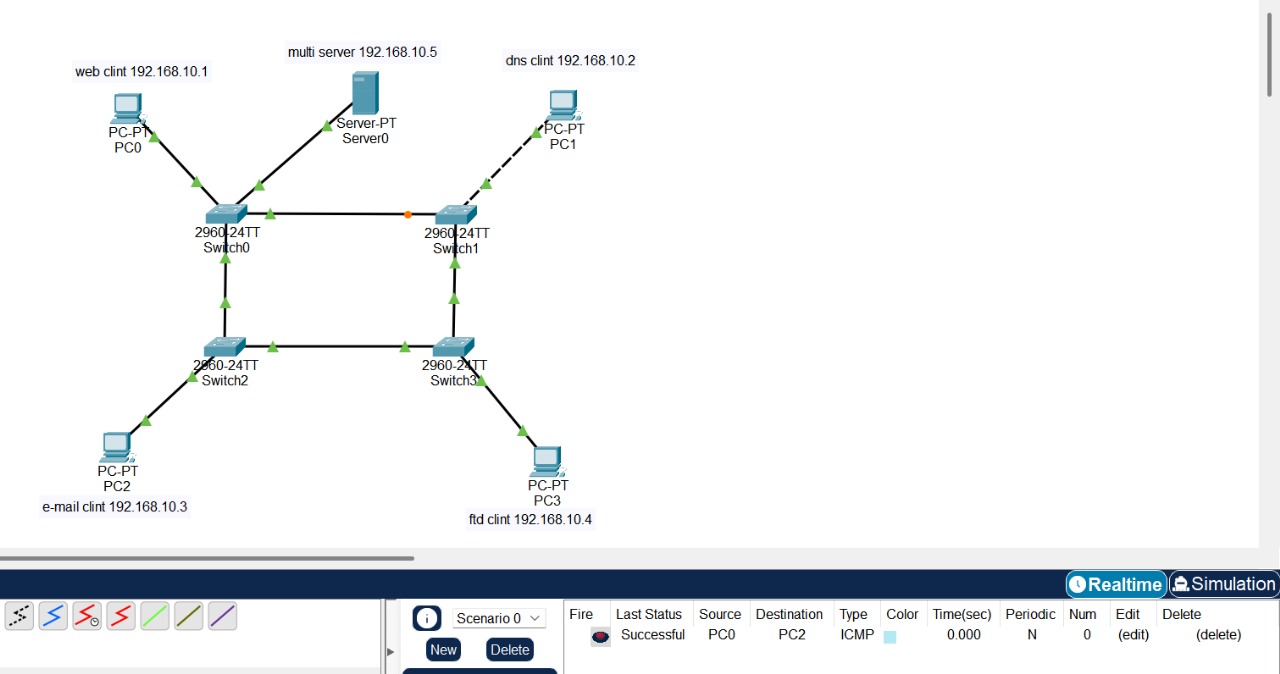 multi server 192.168.10.5
web clint 192.168.10.1
dns clint 192.168.10.2
PC-PT
PC0
Server-PT
Server0
PC-PT
PC1
2960-24TT
Switch0
2960-24TT
Switch1
2960-24TT
Switch2
2960-24TT
Switch3
PC-PT
PC2
e-mail clint 192.168.10.3
PC-PT
PC3
ftd clint 192.168.10.4
Realtime Simulation
Scenario 0
New Delete
Fire Last Status Source Destination Type Color Time(sec) Periodic Num Edit Delete
Successful PC0 PC2 ICMP 0.000 N 0 (edit) (delete)